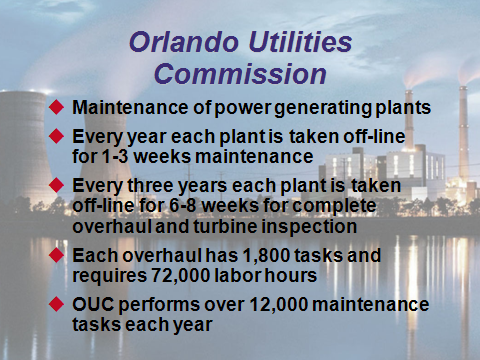 Orlando Utilities
Commission
Maintenance of power generating plants
Every year each plant is taken off-line
for 1-3 weeks maintenance
Every three years each plant is taken
off-line for 6-8 weeks for complete
overhaul and turbine inspection
Each overhaul has 1,800 tasks and
requires 72,000 labor hours
OUC performs over 12,000 maintenance
tasks each year